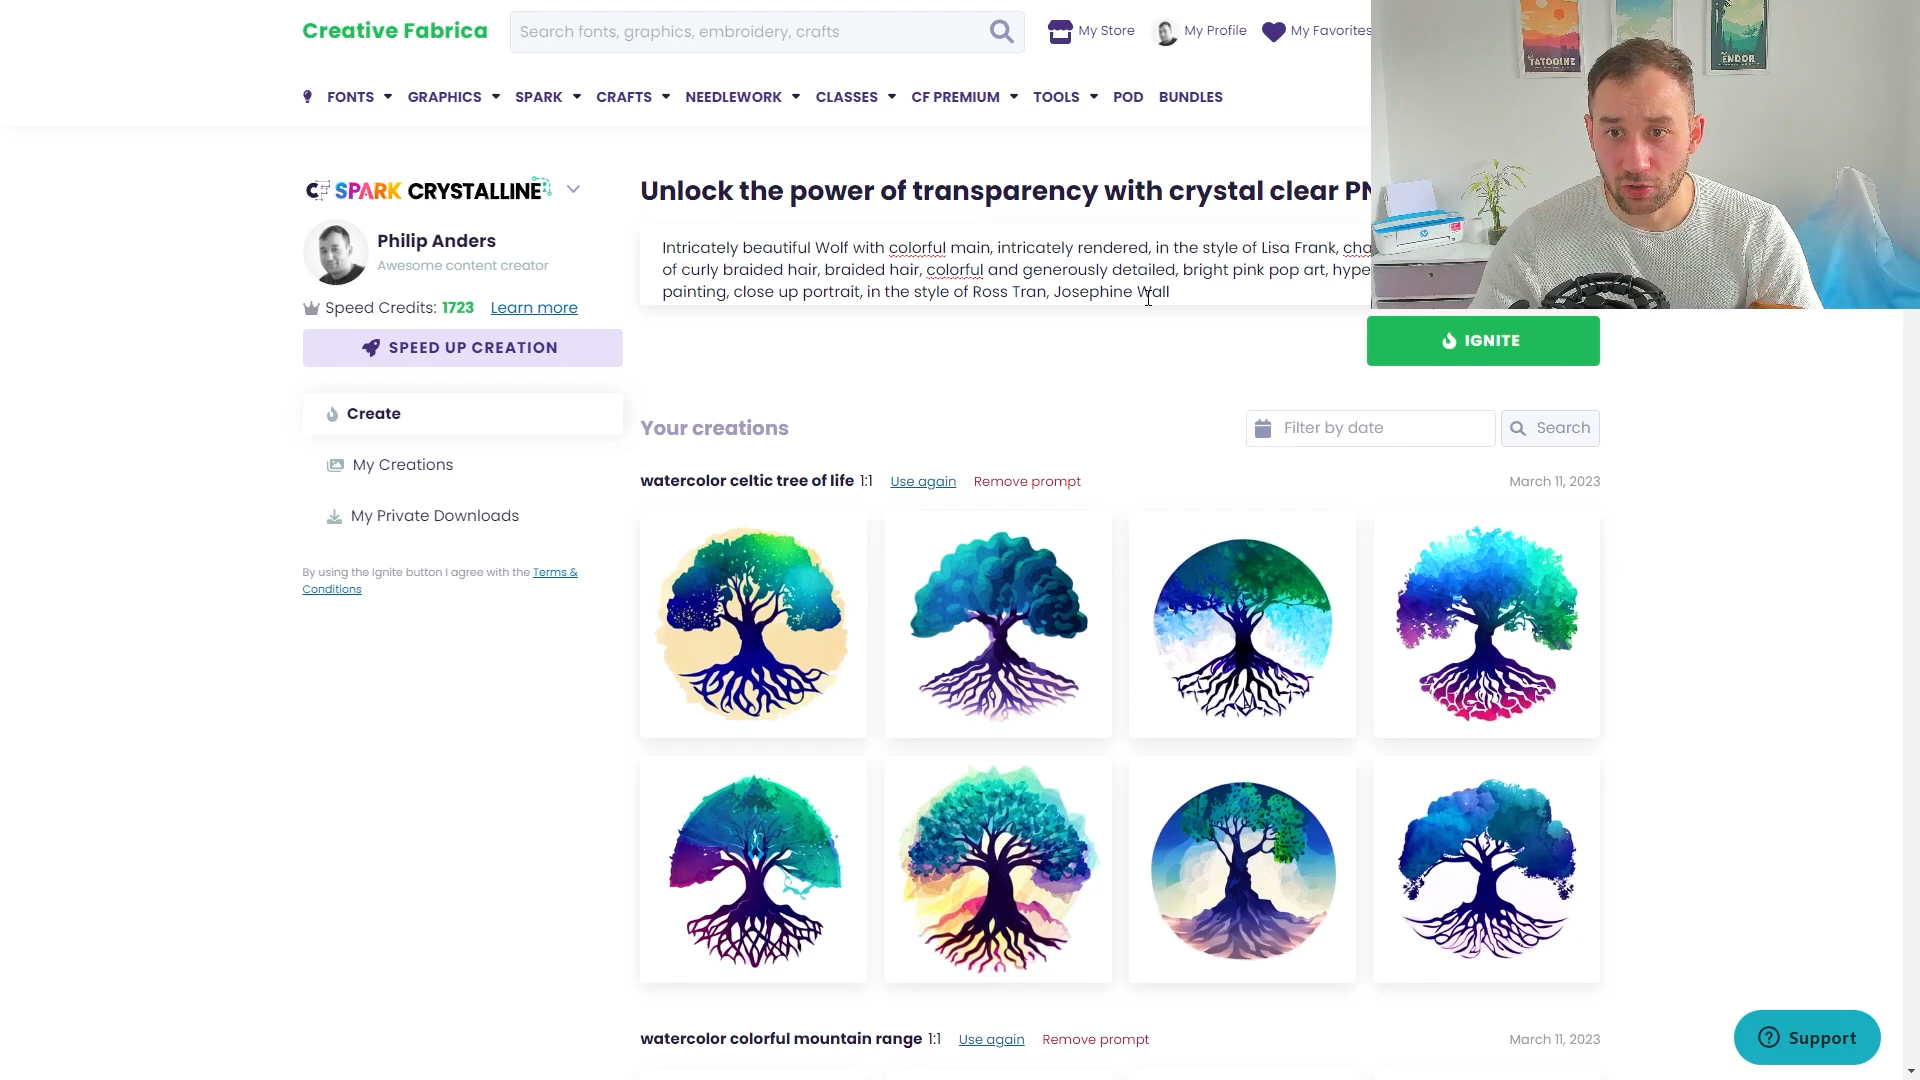 Creative Fabrica
Search fonts, graphics, embroidery, crafts
My Store
My Profile
My Favorites
FONTS
GRAPHICS
SPARK
CRAFTS
NEEDLEWORK
CLASSES
CF PREMIUM
TOOLS
POD
BUNDLES
TATOOINE
ENDOR
CF SPARK CRYSTALLINE
Unlock the power of transparency with crystal clear PN
Philip Anders
Awesome content creator
Intricately beautiful Wolf with colorful main, intricately rendered, in the style of Lisa Frank, cha
of curly braided hair, braided hair, colorful and generously detailed, bright pink pop art, hype
painting, close up portrait, in the style of Ross Tran, Josephine Wall
Speed Credits: 1723 Learn more
SPEED UP CREATION
IGNITE
Create
My Creations
My Private Downloads
By using the Ignite button I agree with the Terms &
Conditions
Your creations
Filter by date
Search
watercolor celtic tree of life 1:1 Use again Remove prompt
March 11, 2023
watercolor colorful mountain range 1:1 Use again Remove prompt
March 11, 2023
Support